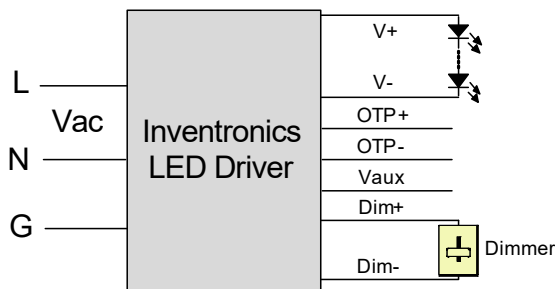 L
Vac
N
G
Inventronics
LED Driver
V+
V-
OTP+
OTP-
Vaux
Dim+
Dim-
Dimmer